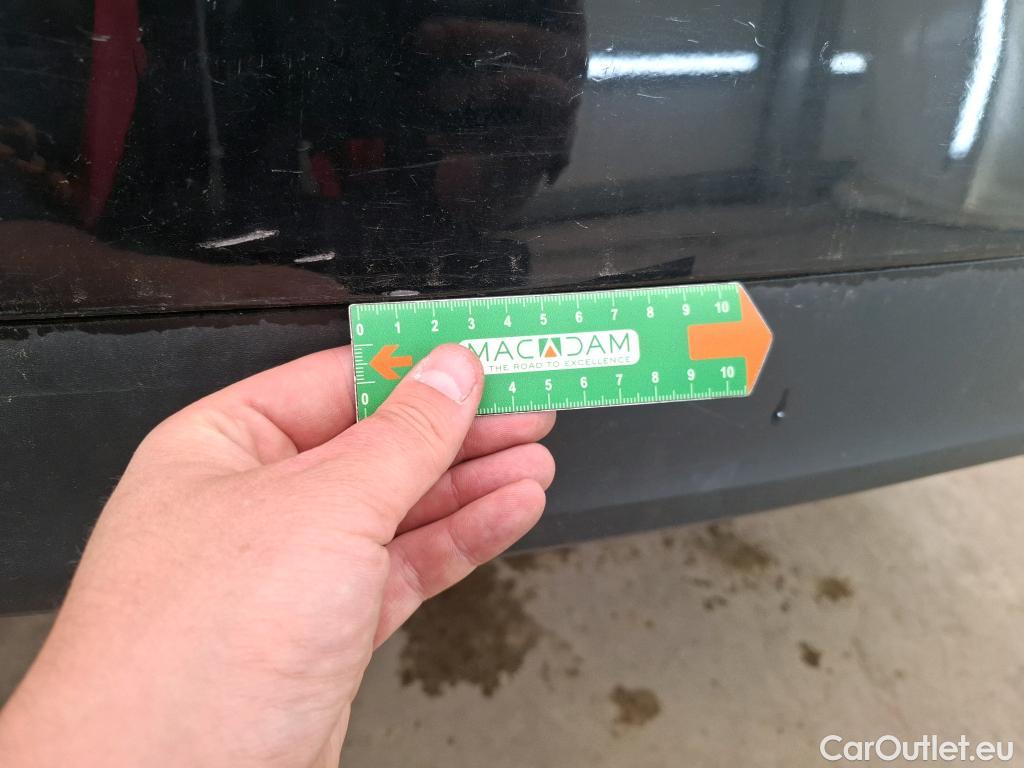 0 1 2 3 4 5 6 7 8 9 10
MACADAM
THE ROAD TO EXCELLENCE
0 4 5 6 7 8 9 10
CarOutlet.eu